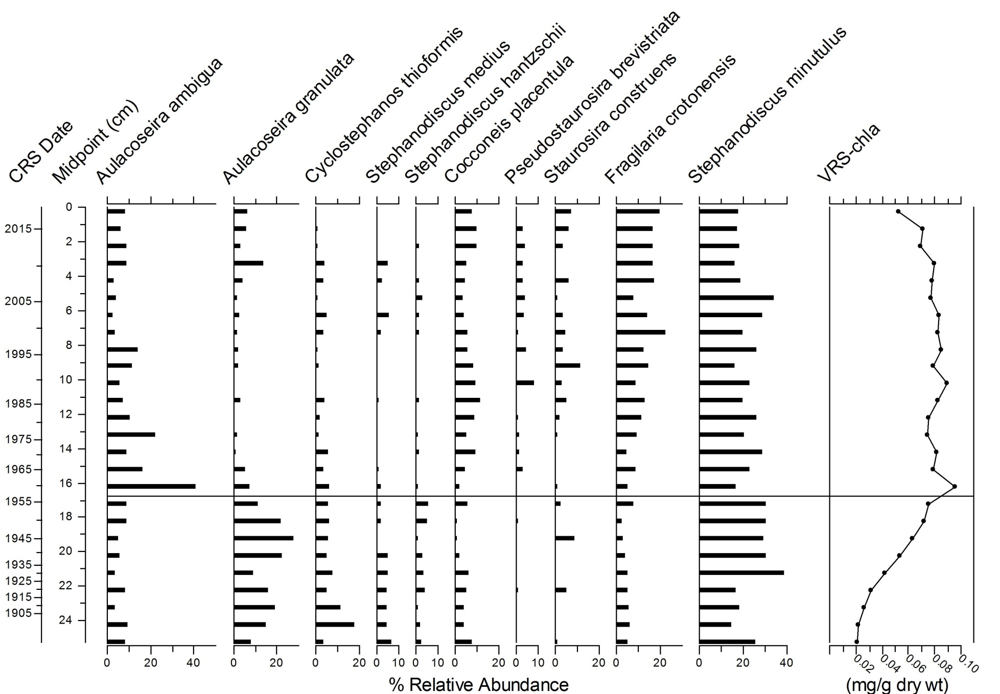 CRS Date
Midpoint (cm)
Aulacoseira ambigua
Aulacoseira granulata
Cyclostephanos thioformis
Stephanodiscus medius
Stephanodiscus hantzschii
Cocconeis placentula
Pseudostaurosira brevistriata
Staurosira construens
Fragilaria crotonensis
Stephanodiscus minutulus
VRS-chla
2015
2005
1995
1985
1975
1965
1955
1945
1935
1925
1915
1905
0
2
4
6
8
10
12
14
16
18
20
22
24
0 20 40
0 20
0 20
0 10
0 10
0 20
0 10
0 20
0 20
0 20 40
0.02 0.04 0.06 0.08 0.10
% Relative Abundance
(mg/g dry wt)